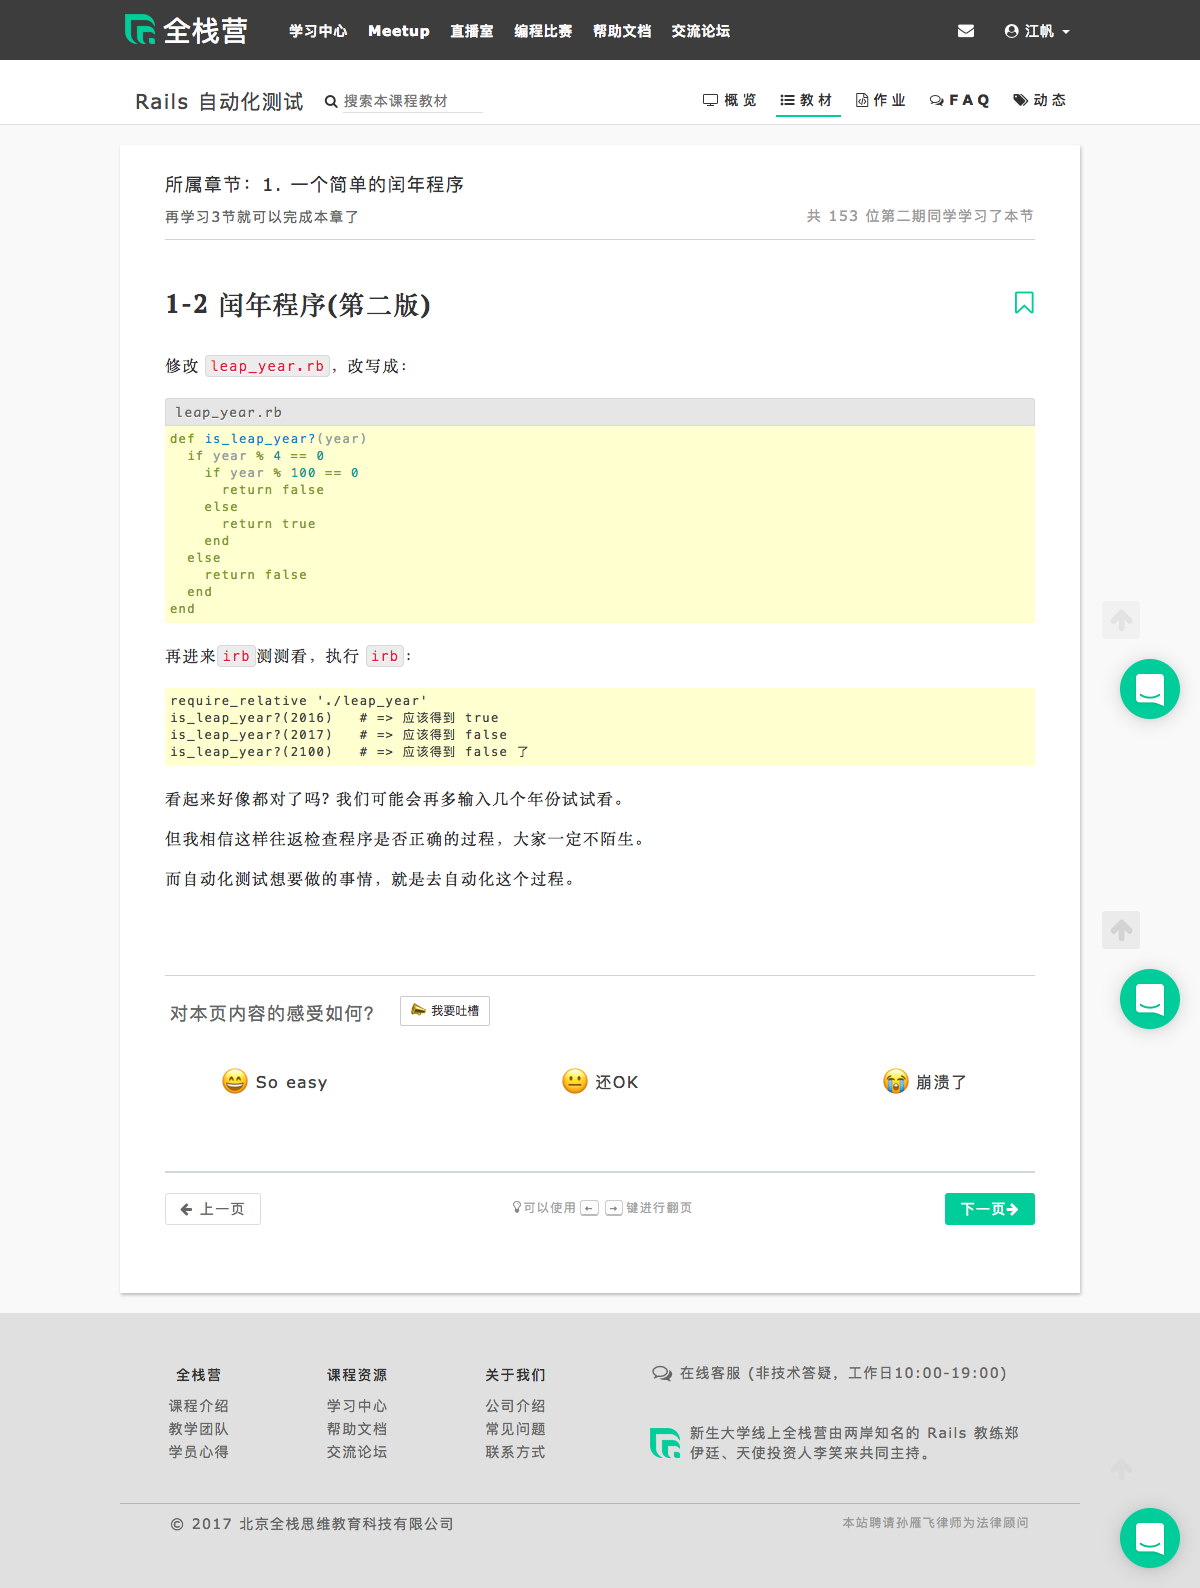 全栈营 学习中心 Meetup 直播室 编程比赛 帮助文档 交流论坛 江帆
Rails 自动化测试 搜索本课程教材 概览 教材 作业 FAQ 动态
所属章节：1. 一个简单的闰年程序
再学习3节就可以完成本章了 共 153 位第二期同学学习了本节
1-2 闰年程序(第二版)
修改 leap_year.rb，改写成：
leap_year.rb
def is_leap_year?(year)
  if year % 4 == 0
    if year % 100 == 0
      return false
    else
      return true
    end
  else
    return false
  end
end
再进来irb测测看，执行 irb：
require_relative './leap_year'
is_leap_year?(2016)   # => 应该得到 true
is_leap_year?(2017)   # => 应该得到 false
is_leap_year?(2100)   # => 应该得到 false 了
看起来好像都对了吗? 我们可能会再多输入几个年份试试看。
但我相信这样往返检查程序是否正确的过程，大家一定不陌生。
而自动化测试想要做的事情，就是去自动化这个过程。
对本页内容的感受如何? 我要吐槽
So easy 还OK 崩溃了
上一页 可以使用 ← → 键进行翻页 下一页
全栈营 课程资源 关于我们 在线客服 (非技术答疑，工作日10:00-19:00)
课程介绍 学习中心 公司介绍
教学团队 帮助文档 常见问题 新生大学线上全栈营由两岸知名的 Rails 教练郑
学员心得 交流论坛 联系方式 伊廷、天使投资人李笑来共同主持。
© 2017 北京全栈思维教育科技有限公司 本站聘请孙雁飞律师为法律顾问